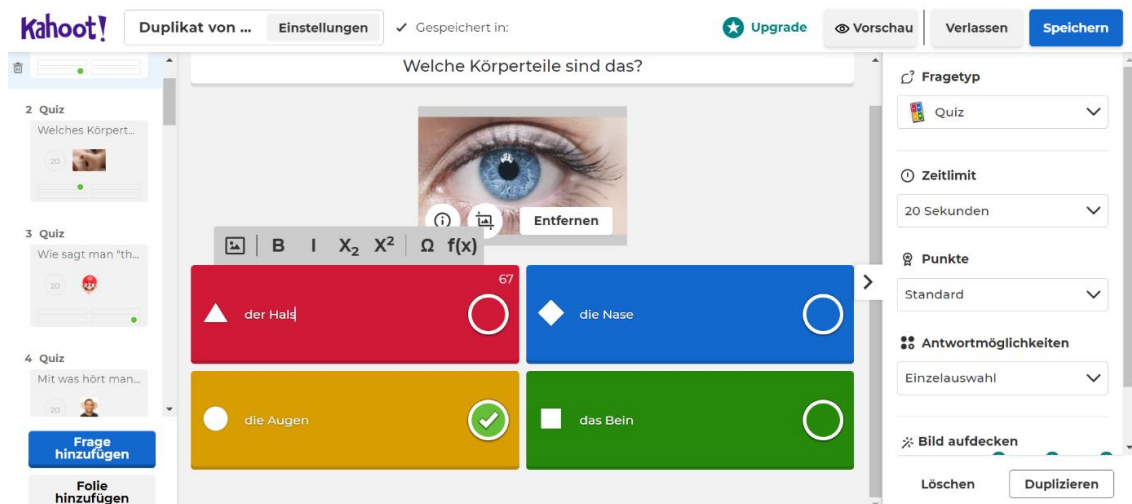 Kahoot!
Duplikat von ...
Einstellungen
Gespeichert in:
Upgrade
Vorschau
Verlassen
Speichern
2 Quiz
Welches Körpert...
20
3 Quiz
Wie sagt man "th...
20
4 Quiz
Mit was hört man...
20
Frage
hinzufügen
Folie
hinzufügen
Welche Körperteile sind das?
Entfernen
B I X2 X2 Ω f(x)
67
der Hals
die Nase
die Augen
das Bein
Fragetyp
Quiz
Zeitlimit
20 Sekunden
Punkte
Standard
Antwortmöglichkeiten
Einzelauswahl
Bild aufdecken
Löschen
Duplizieren